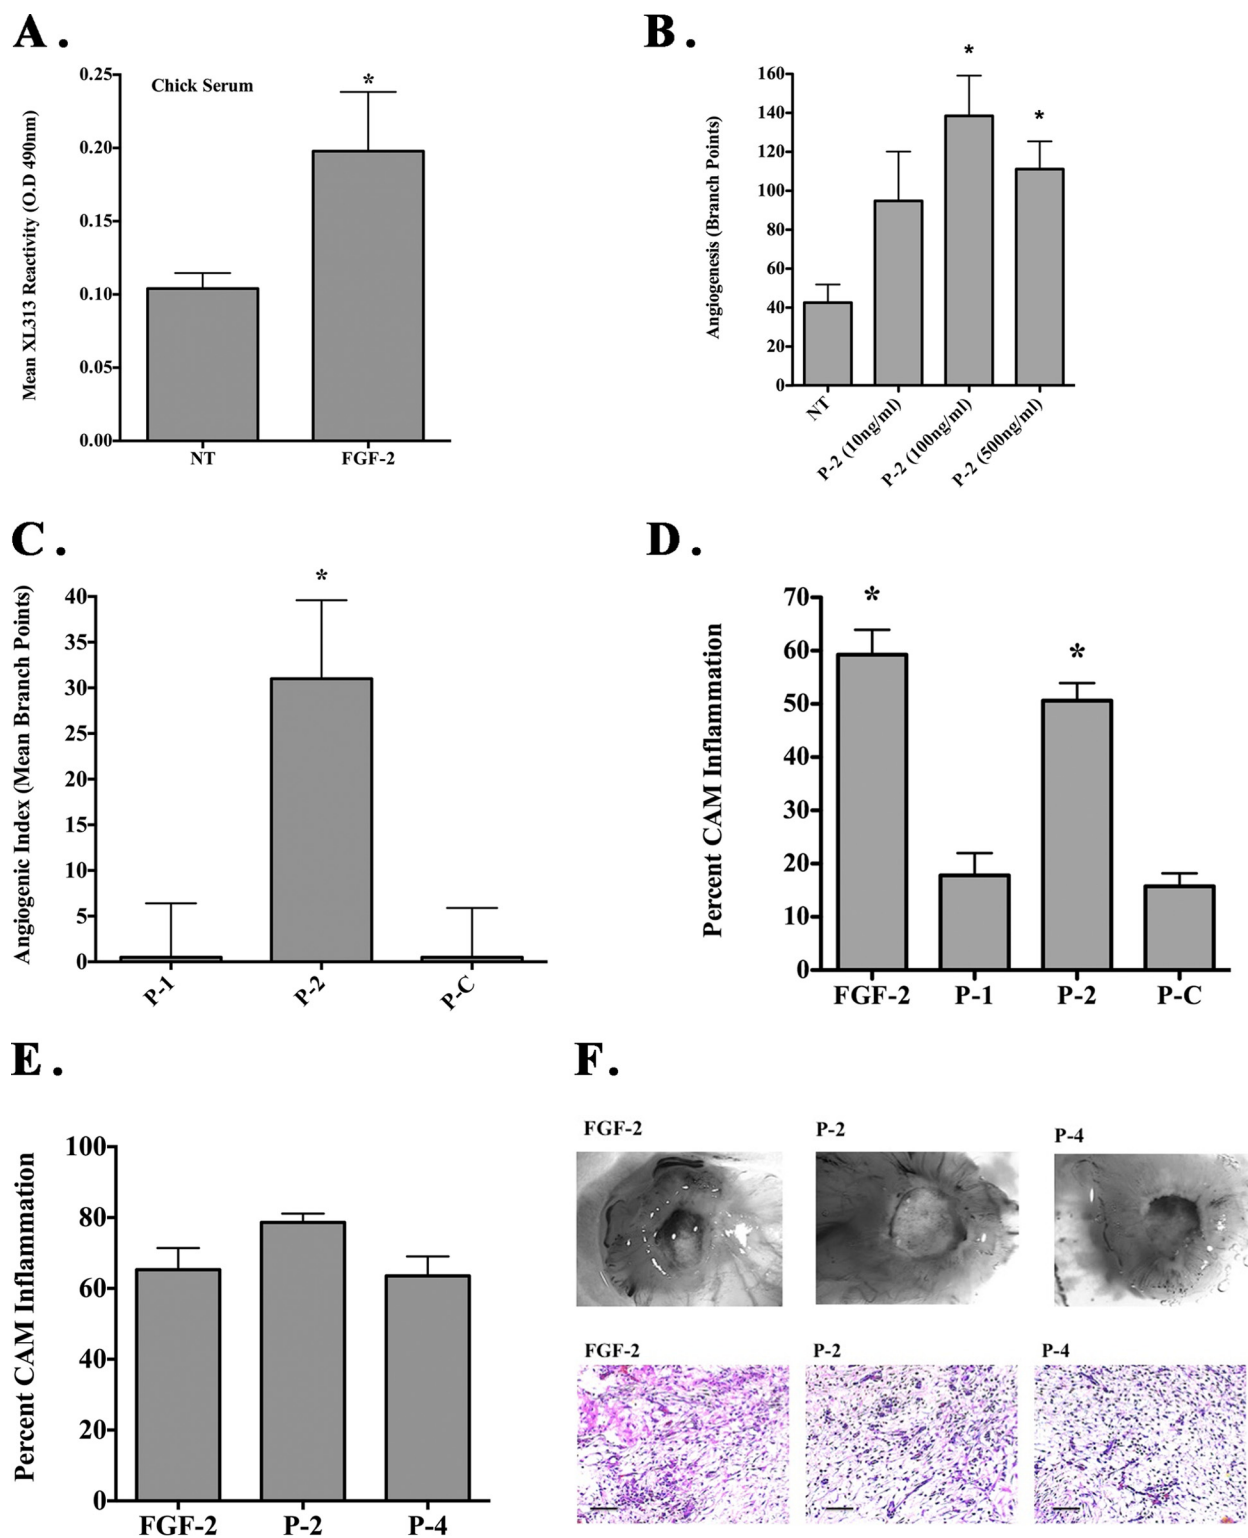 A.
Mean XL313 Reactivity (O.D 490nm)
Chick Serum
0.25
0.20
0.15
0.10
0.05
0.00
*
NT
FGF-2
B.
Angiogenesis (Branch Points)
160
140
120
100
80
60
40
20
0
*
*
NT
P-2 (10ng/ml)
P-2 (100ng/ml)
P-2 (500ng/ml)
C.
Angiogenic Index (Mean Branch Points)
40
35
30
25
20
15
10
5
0
*
P-1
P-2
P-C
D.
Percent CAM Inflammation
70
60
50
40
30
20
10
0
*
*
FGF-2
P-1
P-2
P-C
E.
Percent CAM Inflammation
100
80
60
40
20
0
FGF-2
P-2
P-4
F.
FGF-2
P-2
P-4
FGF-2
P-2
P-4